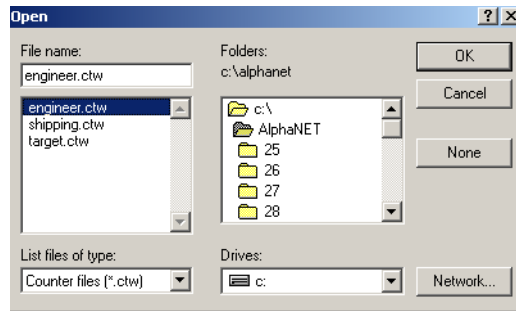 Open
File name:
engineer.ctw
engineer.ctw
shipping.ctw
target.ctw
List files of type:
Counter files (*.ctw)
Folders:
c:\alphanet
c:\
AlphaNET
25
26
27
28
Drives:
c:
OK
Cancel
None
Network...